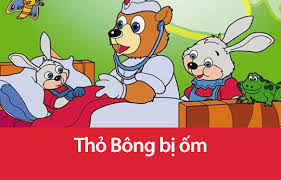 Thỏ Bông bị ốm